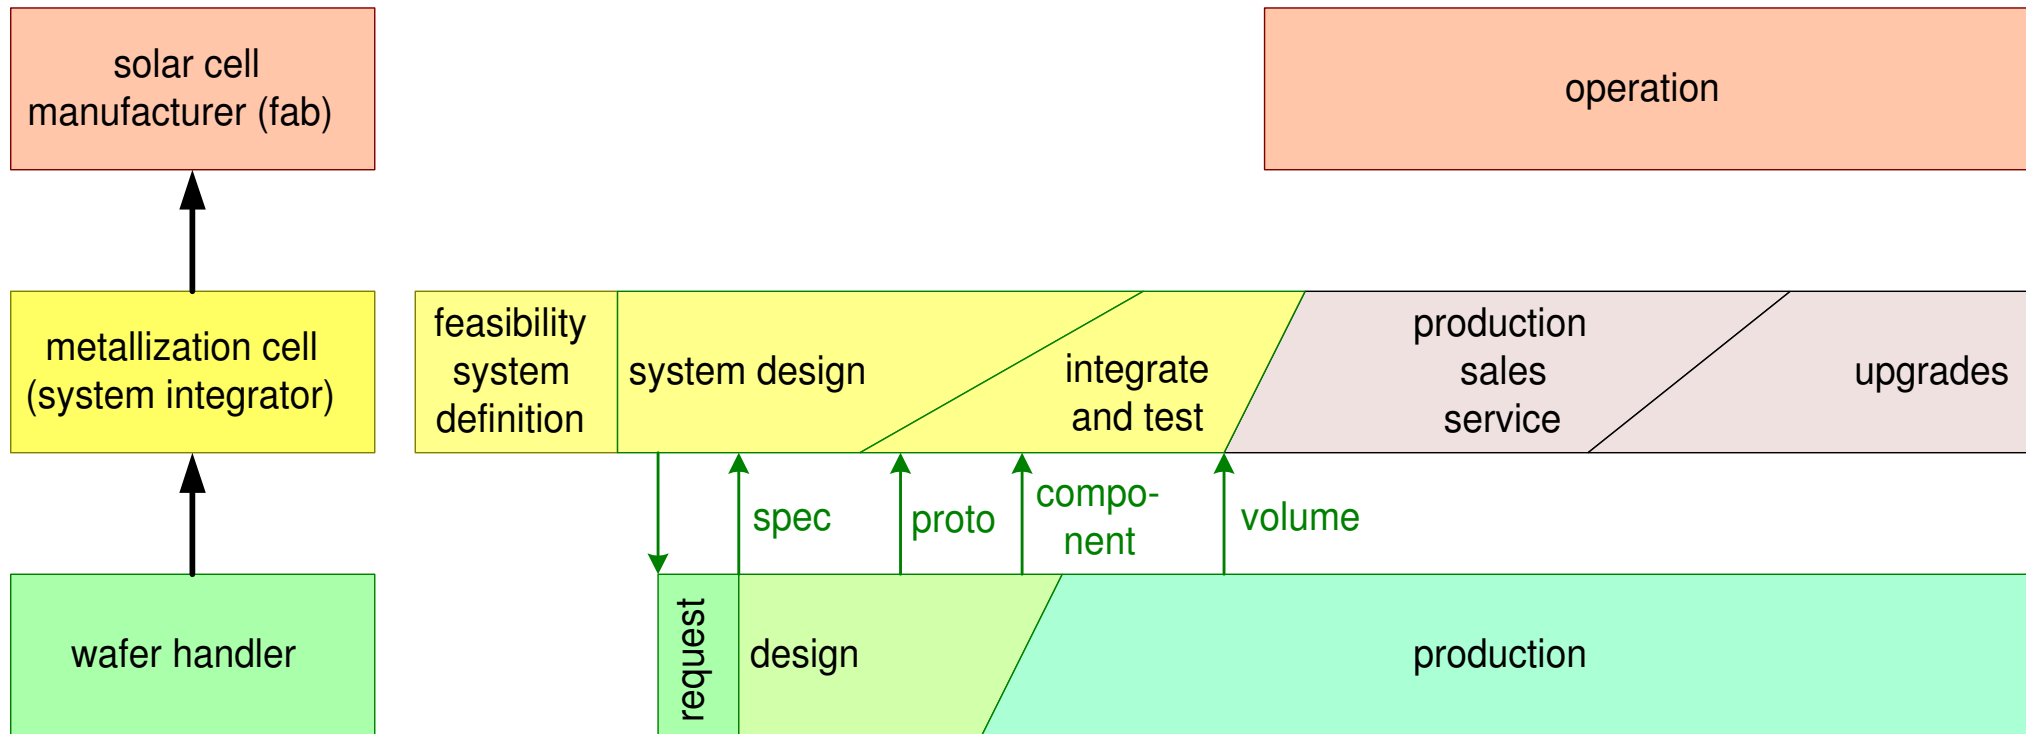 solar cell
manufacturer (fab)
operation
metallization cell
(system integrator)
feasibility
system
definition
system design
integrate
and test
production
sales
service
upgrades
spec
proto
compo-
nent
volume
wafer handler
request
design
production